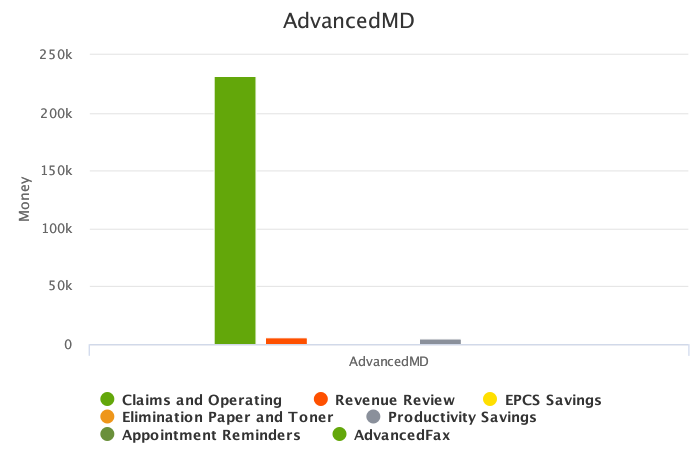 AdvancedMD
250k
200k
150k
100k
50k
0
Money
AdvancedMD
Claims and Operating
Revenue Review
EPCS Savings
Elimination Paper and Toner
Productivity Savings
Appointment Reminders
AdvancedFax